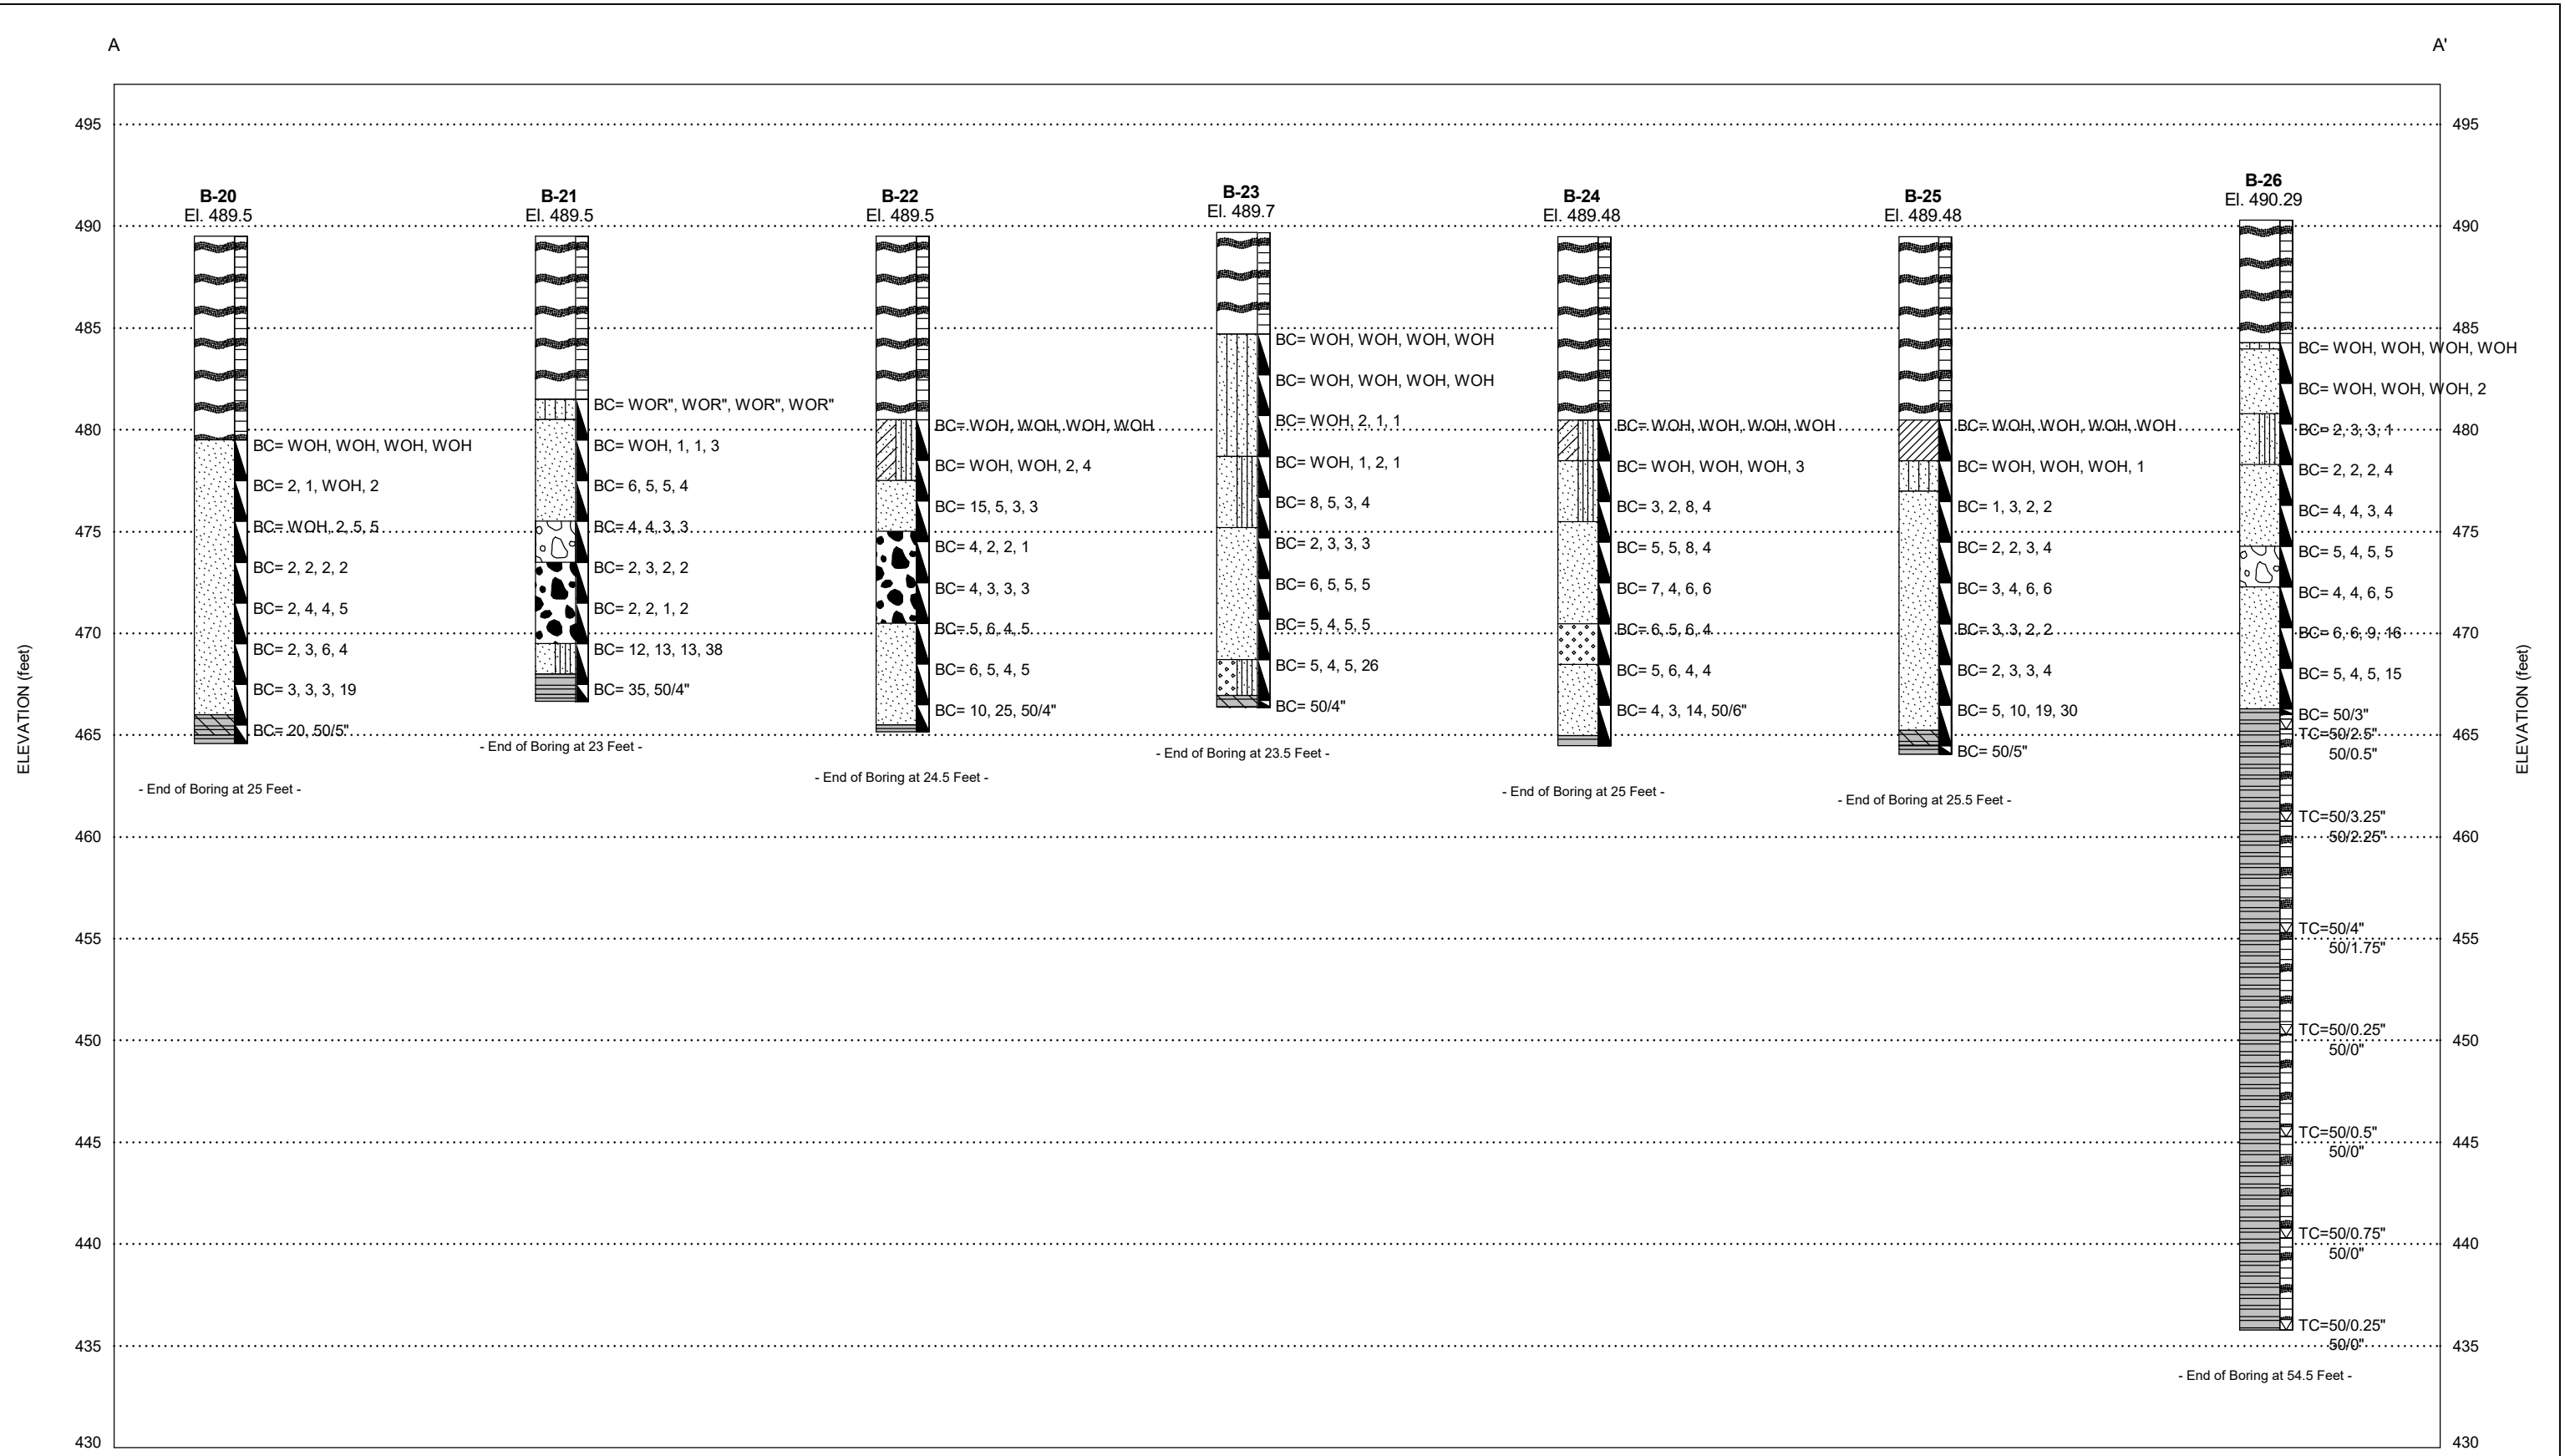 A
A'
495
490
485
480
475
470
465
460
455
450
445
440
435
430
ELEVATION (feet)
B-20
El. 489.5
BC= WOH, WOH, WOH, WOH
BC= 2, 1, WOH, 2
BC= WOH, 2, 5, 5
BC= 2, 2, 2, 2
BC= 2, 4, 4, 5
BC= 2, 3, 6, 4
BC= 3, 3, 3, 19
BC= 20, 50/5"
- End of Boring at 25 Feet -
B-21
El. 489.5
BC= WOR", WOR", WOR", WOR"
BC= WOH, 1, 1, 3
BC= 6, 5, 5, 4
BC= 4, 4, 3, 3
BC= 2, 3, 2, 2
BC= 2, 2, 1, 2
BC= 12, 13, 13, 38
BC= 35, 50/4"
- End of Boring at 23 Feet -
B-22
El. 489.5
BC= WOH, WOH, WOH, WOH
BC= WOH, WOH, 2, 4
BC= 15, 5, 3, 3
BC= 4, 2, 2, 1
BC= 4, 3, 3, 3
BC= 5, 6, 4, 5
BC= 6, 5, 4, 5
BC= 10, 25, 50/4"
- End of Boring at 24.5 Feet -
B-23
El. 489.7
BC= WOH, WOH, WOH, WOH
BC= WOH, WOH, WOH, WOH
BC= WOH, 2, 1, 1
BC= WOH, 1, 2, 1
BC= 8, 5, 3, 4
BC= 2, 3, 3, 3
BC= 6, 5, 5, 5
BC= 5, 4, 5, 5
BC= 5, 4, 5, 26
BC= 50/4"
- End of Boring at 23.5 Feet -
B-24
El. 489.48
BC= WOH, WOH, WOH, WOH
BC= WOH, WOH, WOH, 3
BC= 3, 2, 8, 4
BC= 5, 5, 8, 4
BC= 7, 4, 6, 6
BC= 6, 5, 6, 4
BC= 5, 6, 4, 4
BC= 4, 3, 14, 50/6"
- End of Boring at 25 Feet -
B-25
El. 489.48
BC= WOH, WOH, WOH, WOH
BC= WOH, WOH, WOH, 1
BC= 1, 3, 2, 2
BC= 2, 2, 3, 4
BC= 3, 4, 6, 6
BC= 3, 3, 2, 2
BC= 2, 3, 3, 4
BC= 5, 10, 19, 30
BC= 50/5"
- End of Boring at 25.5 Feet -
B-26
El. 490.29
BC= WOH, WOH, WOH, WOH
BC= WOH, WOH, WOH, 2
BC= 2, 3, 3, 1
BC= 2, 2, 2, 4
BC= 4, 4, 3, 4
BC= 5, 4, 5, 5
BC= 4, 4, 6, 5
BC= 6, 6, 9, 16
BC= 5, 4, 5, 15
BC= 50/3"
TC=50/2.5"
50/0.5"
TC=50/3.25"
50/2.25"
TC=50/4"
50/1.75"
TC=50/0.25"
50/0"
TC=50/0.5"
50/0"
TC=50/0.75"
50/0"
TC=50/0.25"
50/0"
- End of Boring at 54.5 Feet -
495
490
485
480
475
470
465
460
455
450
445
440
435
430
ELEVATION (feet)